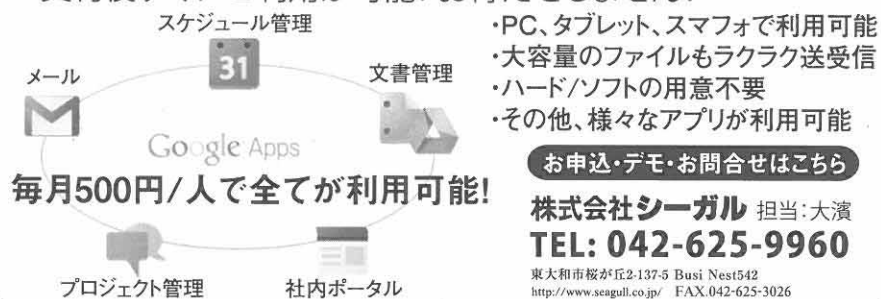 スケジュール管理
31
メール
文書管理
Google Apps
毎月500円/人で全てが利用可能!
プロジェクト管理
社内ポータル
・PC、タブレット、スマフォで利用可能
・大容量のファイルもラクラク送受信
・ハード/ソフトの用意不要
・その他、様々なアプリが利用可能
お申込・デモ・お問合せはこちら
株式会社シーガル 担当:大濱
TEL: 042-625-9960
東大和市桜が丘2-137-5 Busi Nest542
http://www.seagull.co.jp/ FAX.042-625-3026